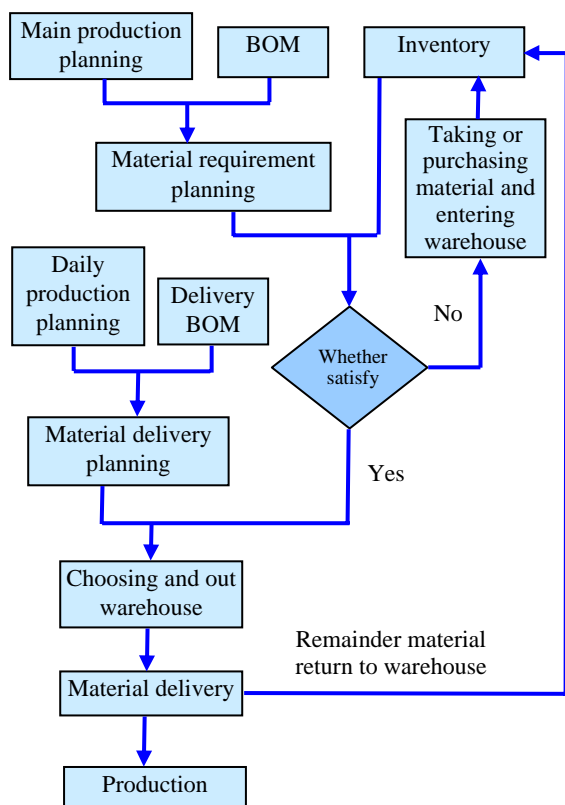 Main production
planning
BOM
Inventory
Taking or
purchasing
material and
entering
warehouse
Material requirement
planning
Daily
production
planning
Delivery
BOM
No
Whether
satisfy
Material delivery
planning
Yes
Choosing and out
warehouse
Remainder material
return to warehouse
Material delivery
Production